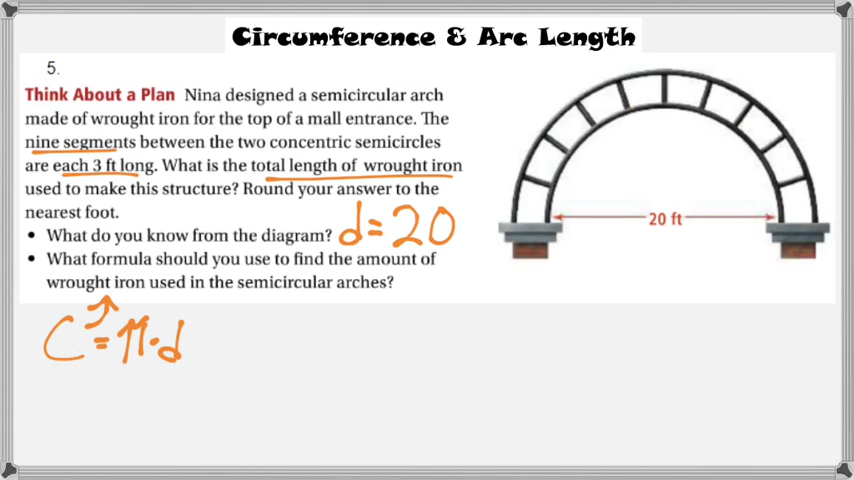 Circumference & Arc Length
5.
Think About a Plan Nina designed a semicircular arch
made of wrought iron for the top of a mall entrance. The
nine segments between the two concentric semicircles
are each 3 ft long. What is the total length of wrought iron
used to make this structure? Round your answer to the
nearest foot.
• What do you know from the diagram? d=20
• What formula should you use to find the amount of
wrought iron used in the semicircular arches?
C=π·d
20 ft